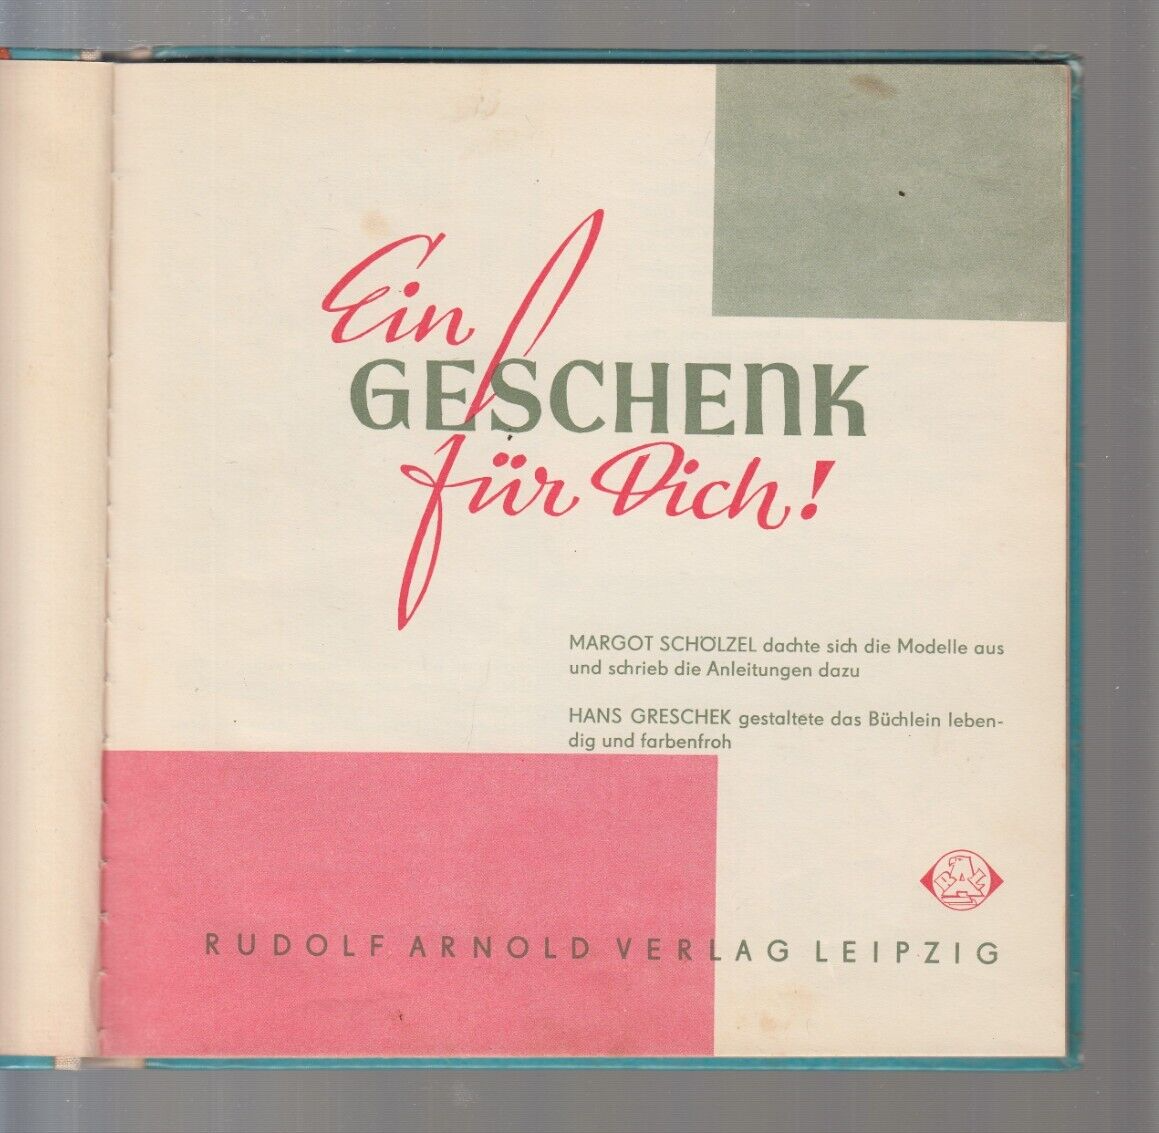 Ein
GESCHENK
für Dich!
MARGOT SCHÖLZEL dachte sich die Modelle aus
und schrieb die Anleitungen dazu
HANS GRESCHEK gestaltete das Büchlein leben-
dig und farbenfroh
RAL
RUDOLF ARNOLD VERLAG LEIPZIG